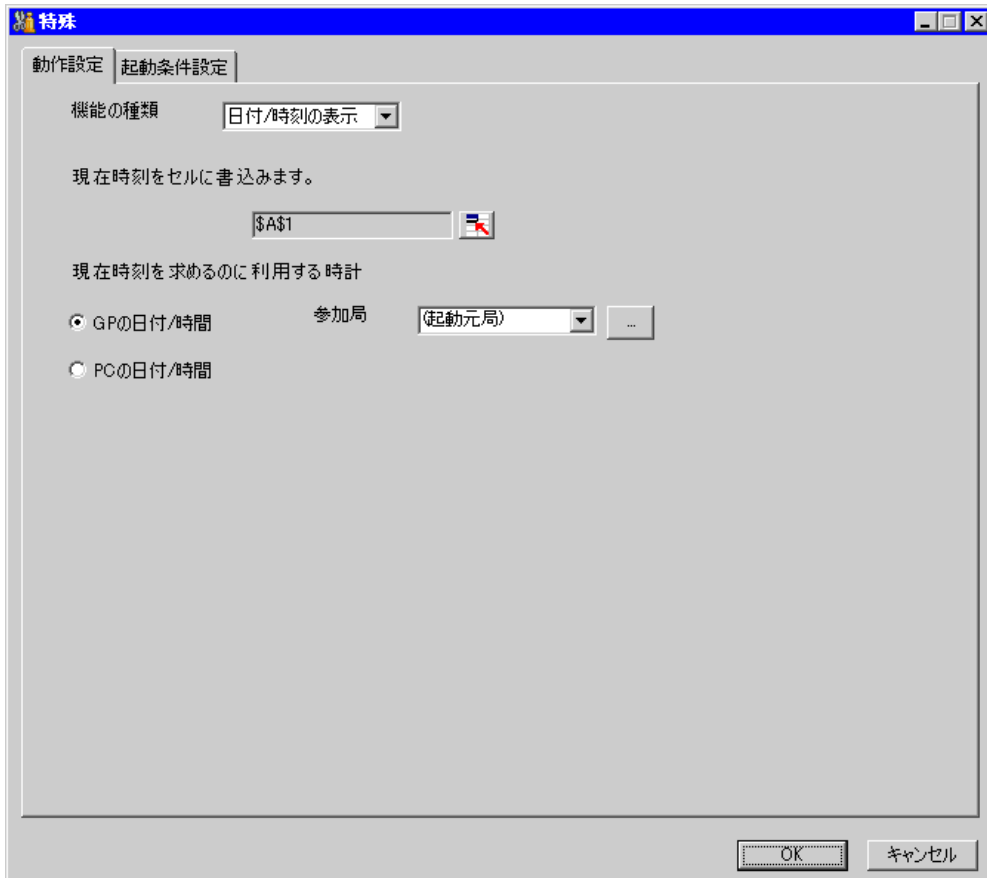 特殊
動作設定 起動条件設定
機能の種類 日付/時刻の表示
現在時刻をセルに書込みます。
$A$1
現在時刻を求めるのに利用する時計
GPの日付/時間 参加局 (起動元局) ...
PCの日付/時間
OK キャンセル